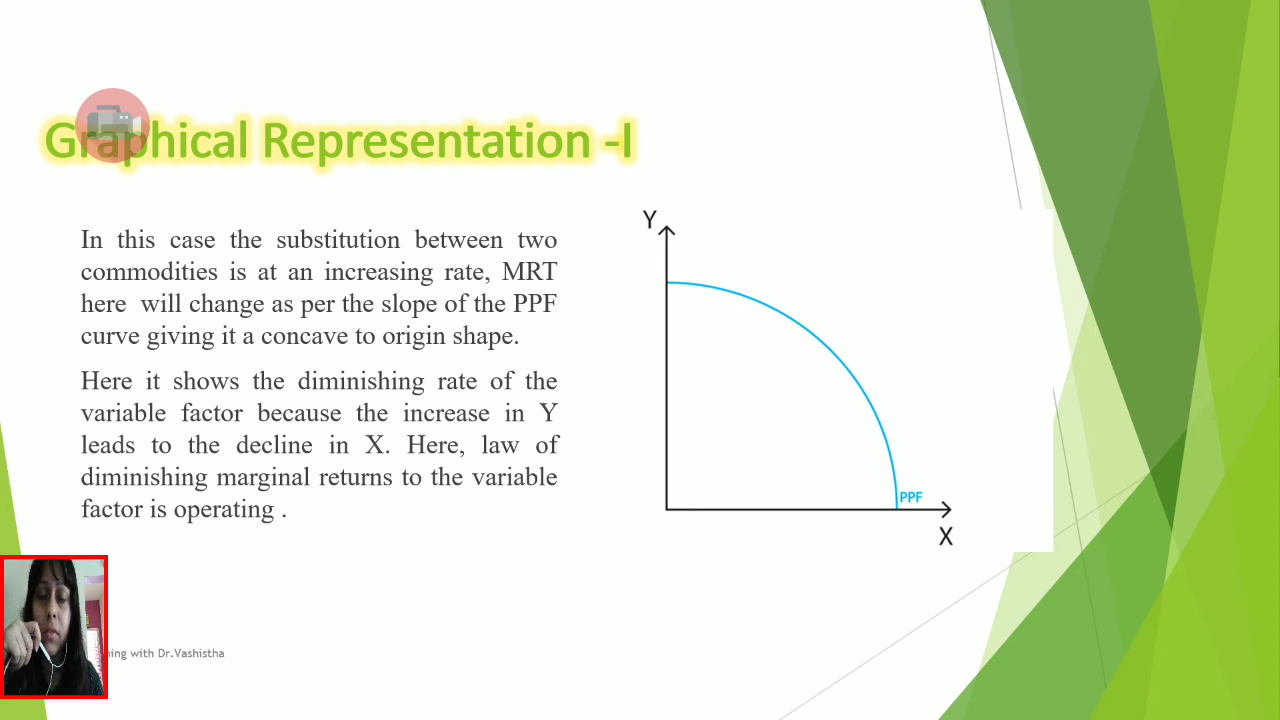 Graphical Representation -I
In this case the substitution between two
commodities is at an increasing rate, MRT
here will change as per the slope of the PPF
curve giving it a concave to origin shape.
Here it shows the diminishing rate of the
variable factor because the increase in Y
leads to the decline in X. Here, law of
diminishing marginal returns to the variable
factor is operating .
Y
PPF
X
with Dr.Vashistha